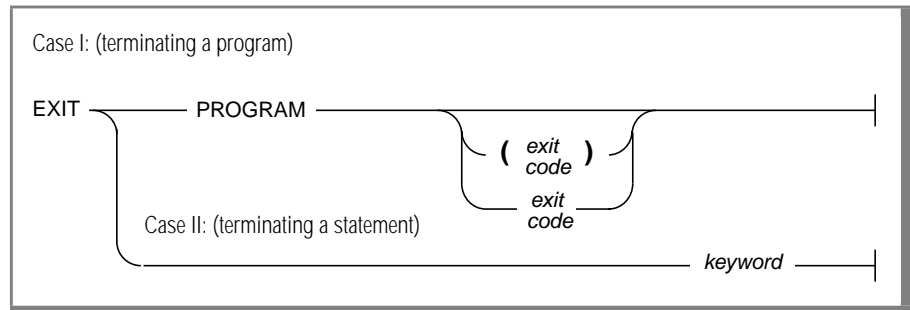 Case I: (terminating a program)
EXIT PROGRAM
( exit code )
exit code
Case II: (terminating a statement)
keyword